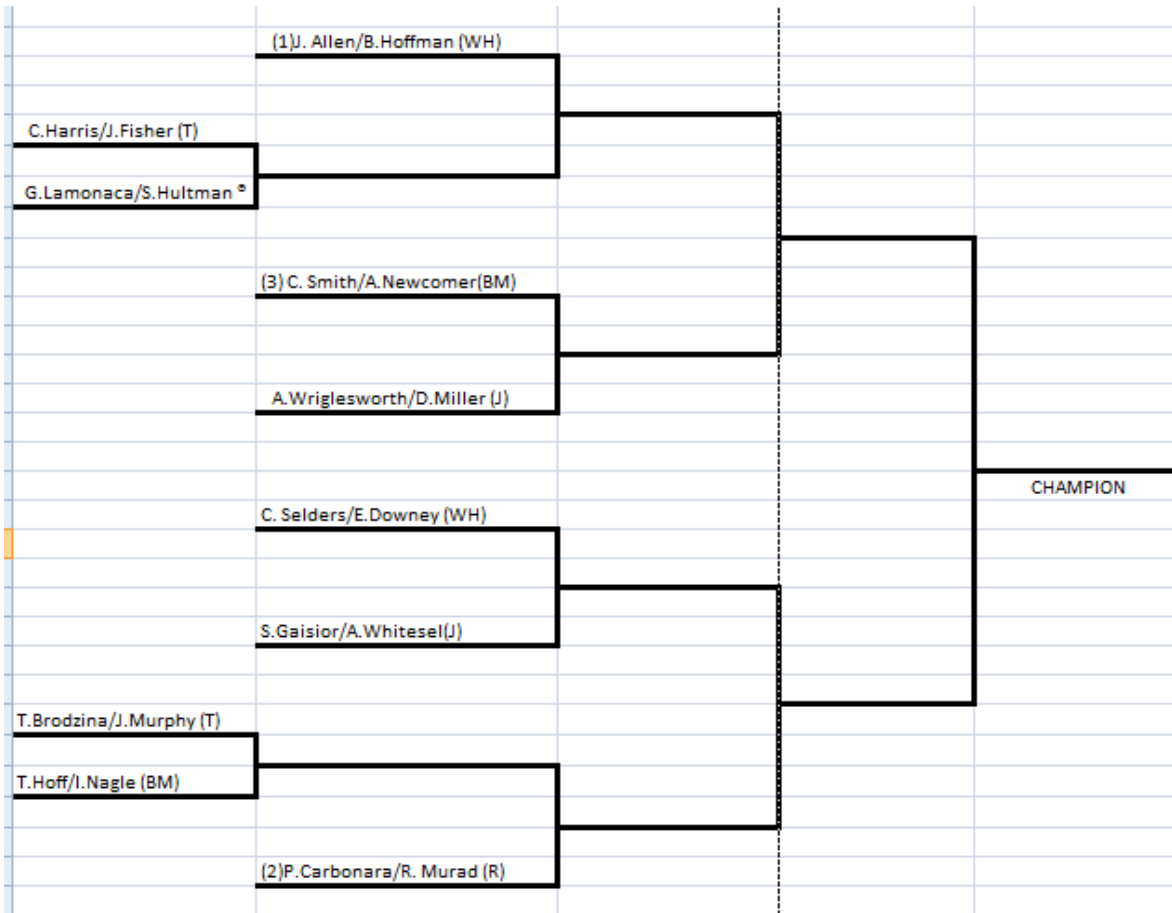 (1)J. Allen/B.Hoffman (WH)
C.Harris/J.Fisher (T)
G.Lamonaca/S.Hultman ®
(3) C. Smith/A.Newcomer(BM)
A.Wriglesworth/D.Miller (J)
CHAMPION
C. Selders/E.Downey (WH)
S.Gaisior/A.Whitesel(J)
T.Brodzina/J.Murphy (T)
T.Hoff/I.Nagle (BM)
(2)P.Carbonara/R. Murad (R)